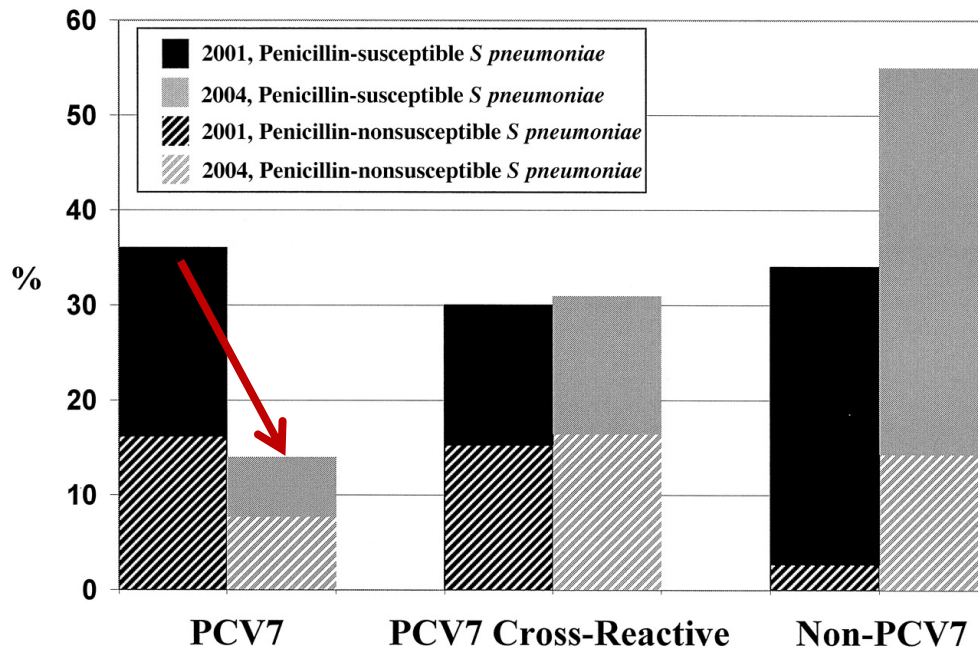 60
50
40
30
20
10
0
%
2001, Penicillin-susceptible S pneumoniae
2004, Penicillin-susceptible S pneumoniae
2001, Penicillin-nonsusceptible S pneumoniae
2004, Penicillin-nonsusceptible S pneumoniae
PCV7
PCV7 Cross-Reactive
Non-PCV7